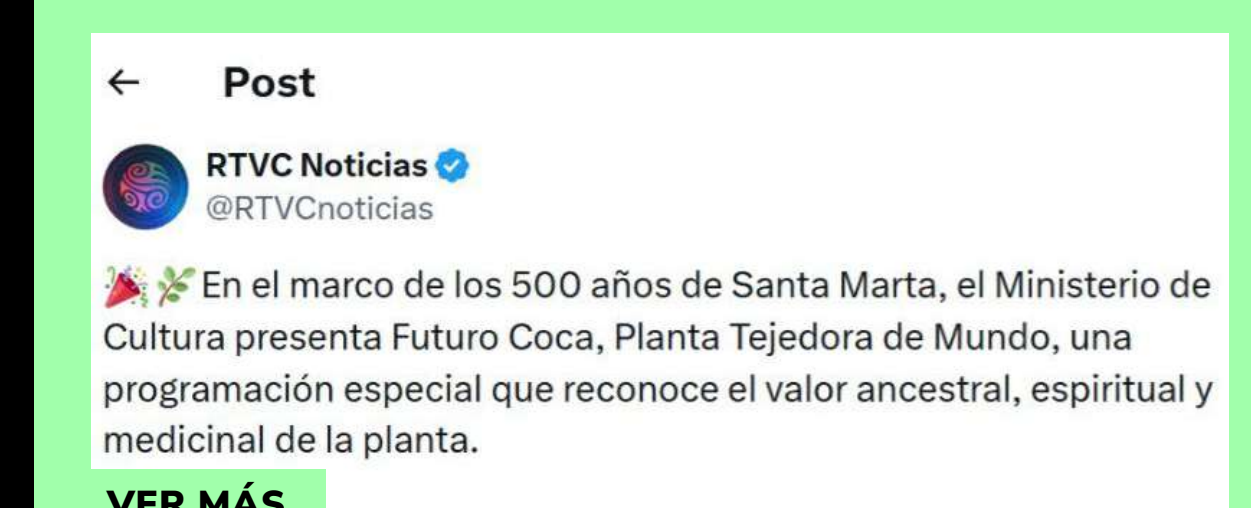 ← Post
RTVC Noticias
@RTVCnoticias
🎉🌿En el marco de los 500 años de Santa Marta, el Ministerio de
Cultura presenta Futuro Coca, Planta Tejedora de Mundo, una
programación especial que reconoce el valor ancestral, espiritual y
medicinal de la planta.
VER MÁS